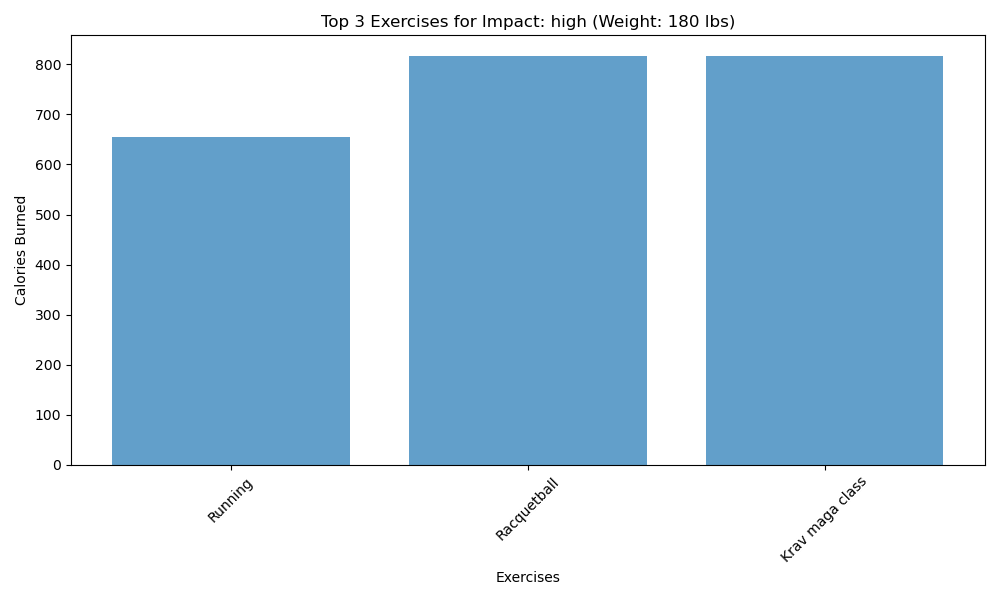 Top 3 Exercises for Impact: high (Weight: 180 lbs)
Calories Burned
800
700
600
500
400
300
200
100
0
Running
Racquetball
Krav maga class
Exercises